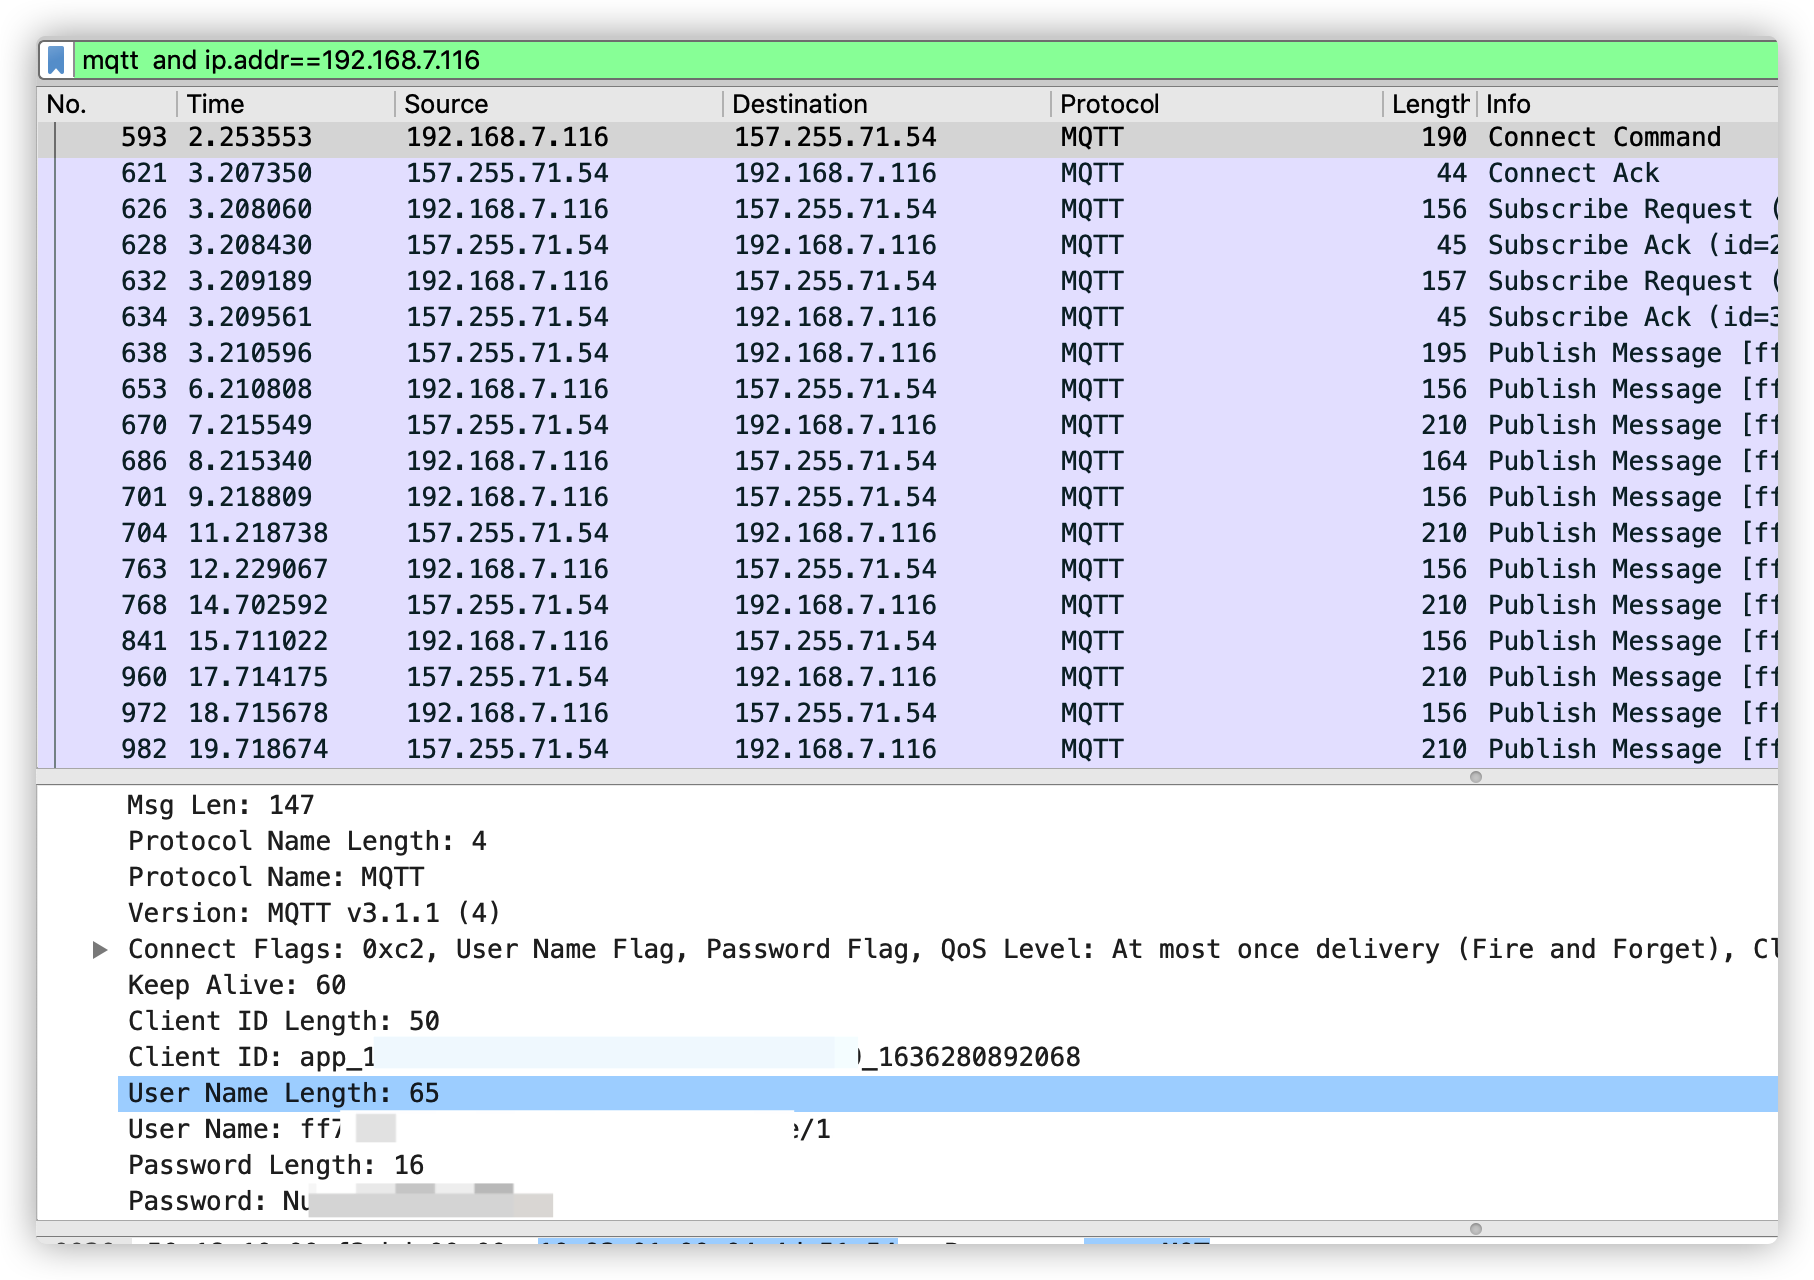 mqtt  and ip.addr==192.168.7.116
No. Time Source Destination Protocol Length Info
593 2.253553 192.168.7.116 157.255.71.54 MQTT 190 Connect Command
621 3.207350 157.255.71.54 192.168.7.116 MQTT 44 Connect Ack
626 3.208060 192.168.7.116 157.255.71.54 MQTT 156 Subscribe Request (
628 3.208430 157.255.71.54 192.168.7.116 MQTT 45 Subscribe Ack (id=2
632 3.209189 192.168.7.116 157.255.71.54 MQTT 157 Subscribe Request (
634 3.209561 157.255.71.54 192.168.7.116 MQTT 45 Subscribe Ack (id=3
638 3.210596 157.255.71.54 192.168.7.116 MQTT 195 Publish Message [ff
653 6.210808 192.168.7.116 157.255.71.54 MQTT 156 Publish Message [ff
670 7.215549 157.255.71.54 192.168.7.116 MQTT 210 Publish Message [ff
686 8.215340 192.168.7.116 157.255.71.54 MQTT 164 Publish Message [ff
701 9.218809 192.168.7.116 157.255.71.54 MQTT 156 Publish Message [ff
704 11.218738 157.255.71.54 192.168.7.116 MQTT 210 Publish Message [ff
763 12.229067 192.168.7.116 157.255.71.54 MQTT 156 Publish Message [ff
768 14.702592 157.255.71.54 192.168.7.116 MQTT 210 Publish Message [ff
841 15.711022 192.168.7.116 157.255.71.54 MQTT 156 Publish Message [ff
960 17.714175 157.255.71.54 192.168.7.116 MQTT 210 Publish Message [ff
972 18.715678 192.168.7.116 157.255.71.54 MQTT 156 Publish Message [ff
982 19.718674 157.255.71.54 192.168.7.116 MQTT 210 Publish Message [ff
Msg Len: 147
Protocol Name Length: 4
Protocol Name: MQTT
Version: MQTT v3.1.1 (4)
Connect Flags: 0xc2, User Name Flag, Password Flag, QoS Level: At most once delivery (Fire and Forget), Cl
Keep Alive: 60
Client ID Length: 50
Client ID: app_1 _1636280892068
User Name Length: 65
User Name: ff7 e/1
Password Length: 16
Password: Nu